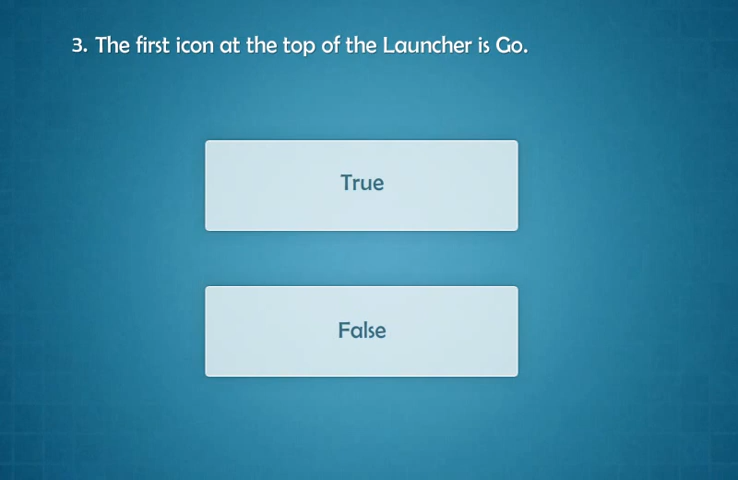 3. The first icon at the top of the Launcher is Go.
True
False